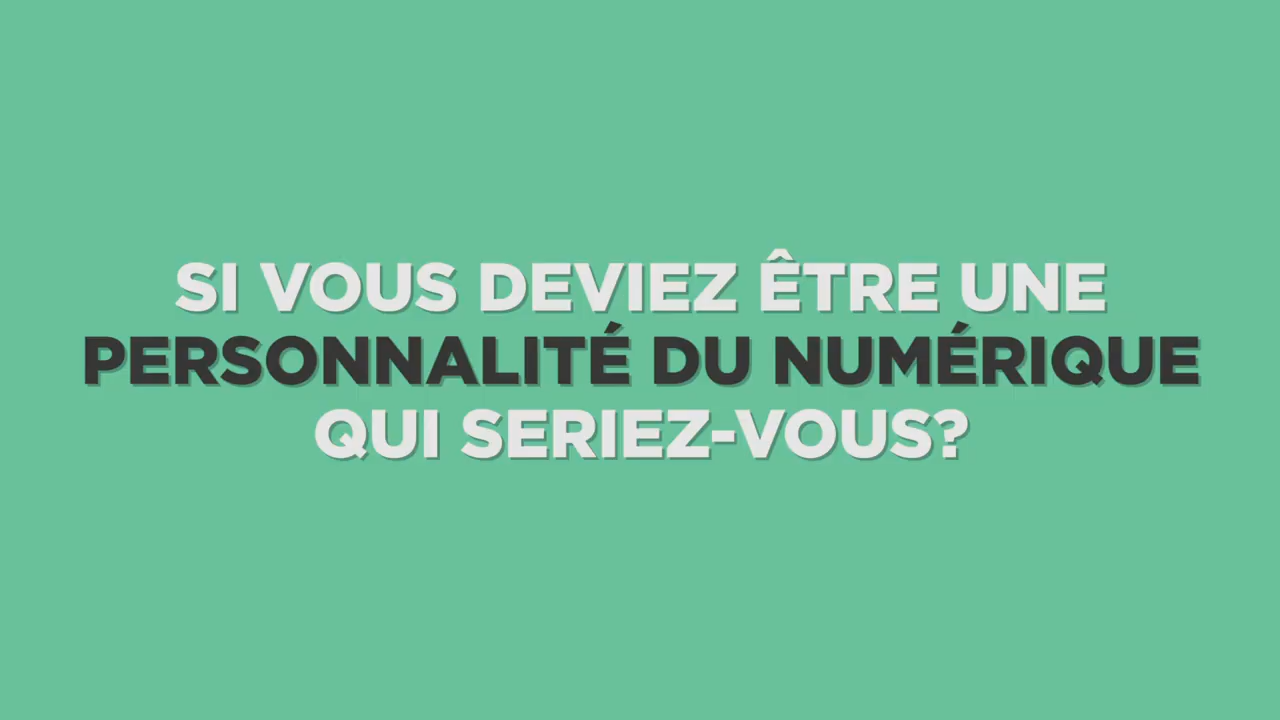 SI VOUS DEVIEZ ÊTRE UNE
PERSONNALITÉ DU NUMÉRIQUE
QUI SERIEZ-VOUS?